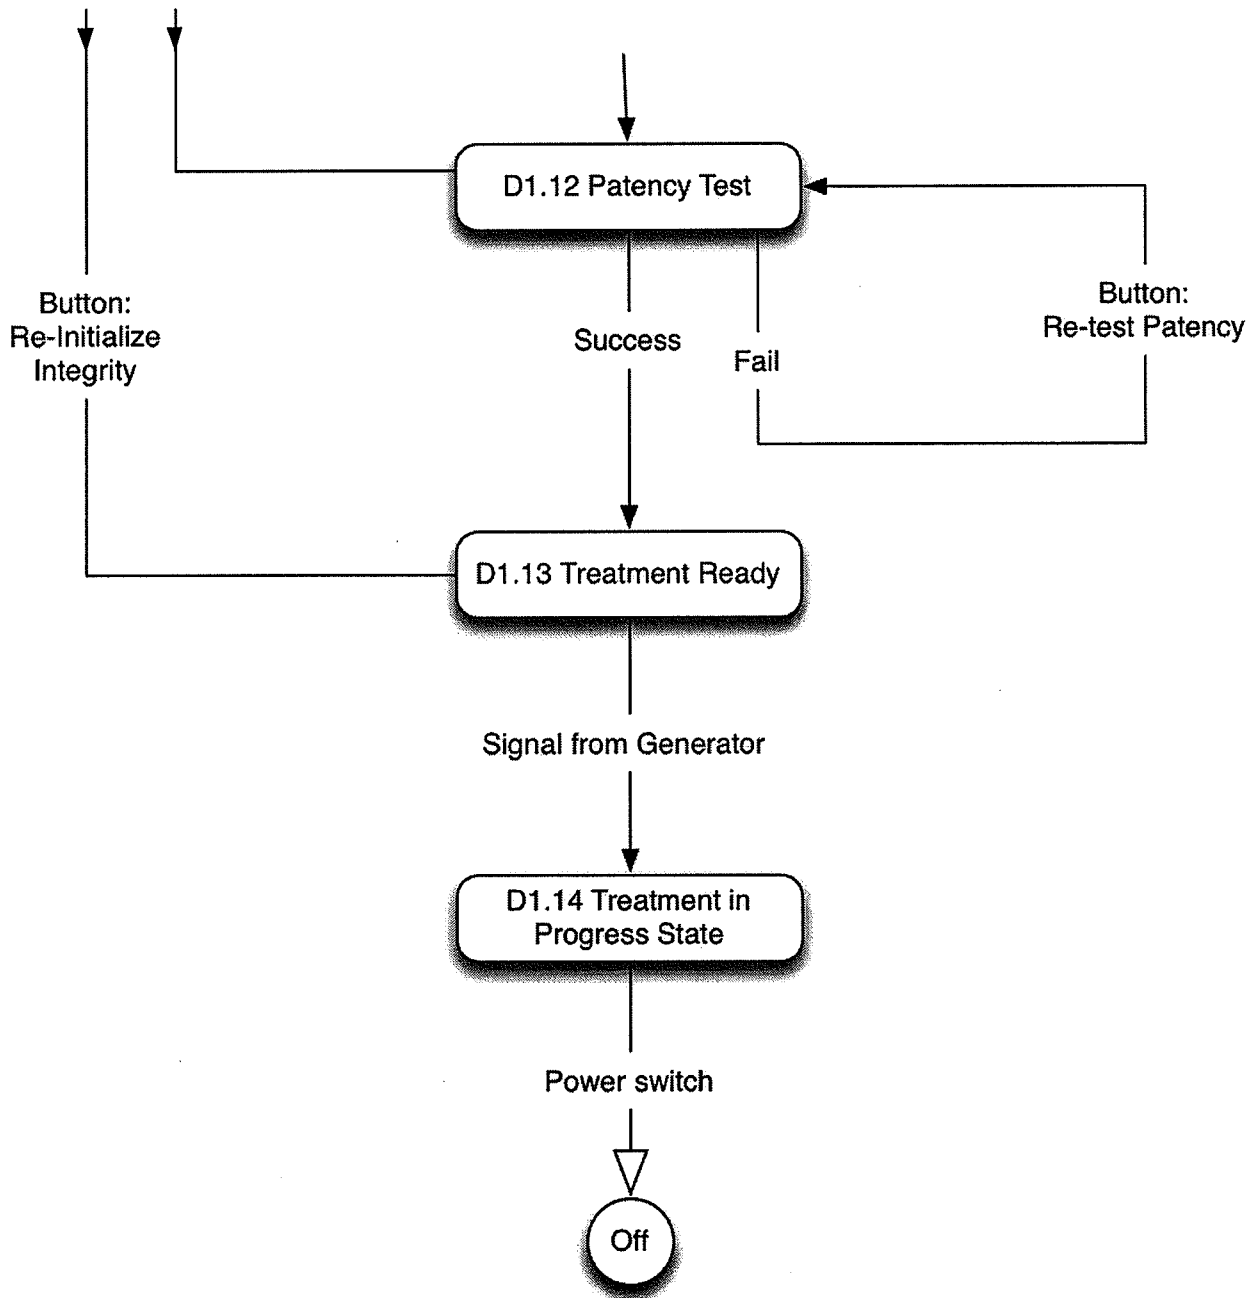 D1.12 Patency Test
Button:
Re-Initialize
Integrity
Success
Fail
Button:
Re-test Patency
D1.13 Treatment Ready
Signal from Generator
D1.14 Treatment in
Progress State
Power switch
Off